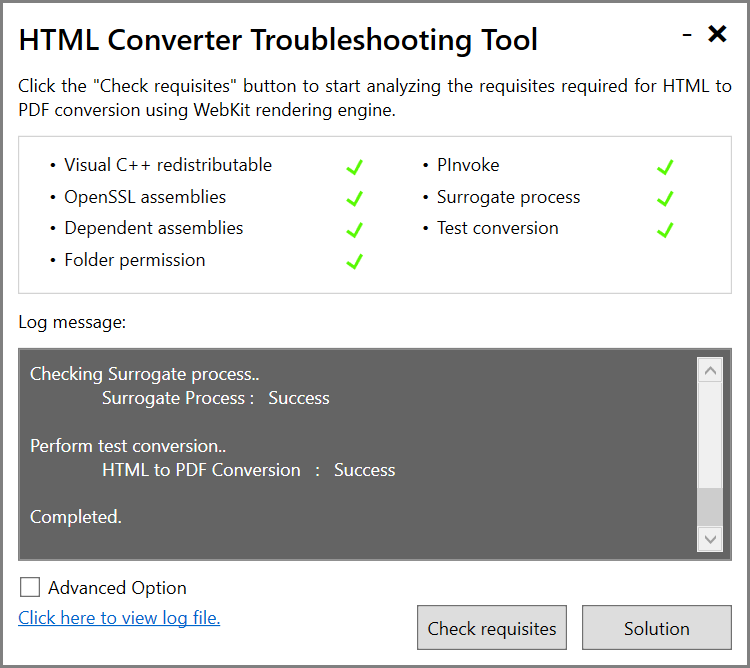 HTML Converter Troubleshooting Tool
Click the "Check requisites" button to start analyzing the requisites required for HTML to
PDF conversion using WebKit rendering engine.
• Visual C++ redistributable
• OpenSSL assemblies
• Dependent assemblies
• Folder permission
• PInvoke
• Surrogate process
• Test conversion
Log message:
Checking Surrogate process..
Surrogate Process : Success
Perform test conversion..
HTML to PDF Conversion : Success
Completed.
Advanced Option
Click here to view log file.
Check requisites
Solution